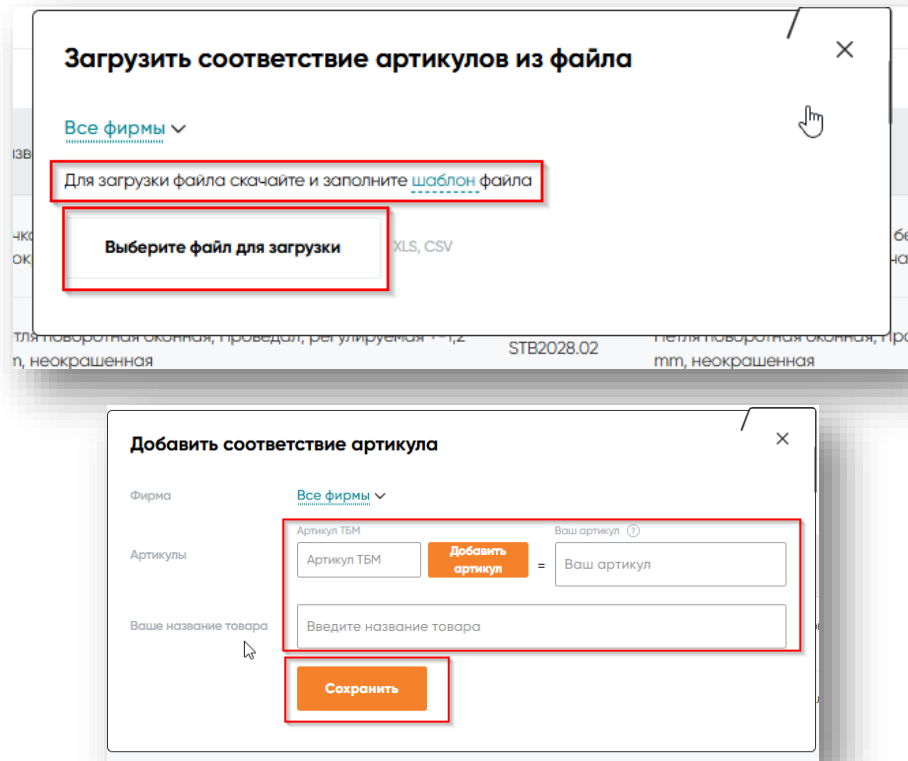 Загрузить соответствие артикулов из файла
Все фирмы
Для загрузки файла скачайте и заполните шаблон файла
Выберите файл для загрузки
XLS, CSV
STB2028.02
mm, неокрашенная
Добавить соответствие артикула
Фирма
Все фирмы
Артикул ТБМ
Ваш артикул ?
Артикулы
Артикул ТБМ
Добавить артикул
=
Ваш артикул
Ваше название товара
Введите название товара
Сохранить